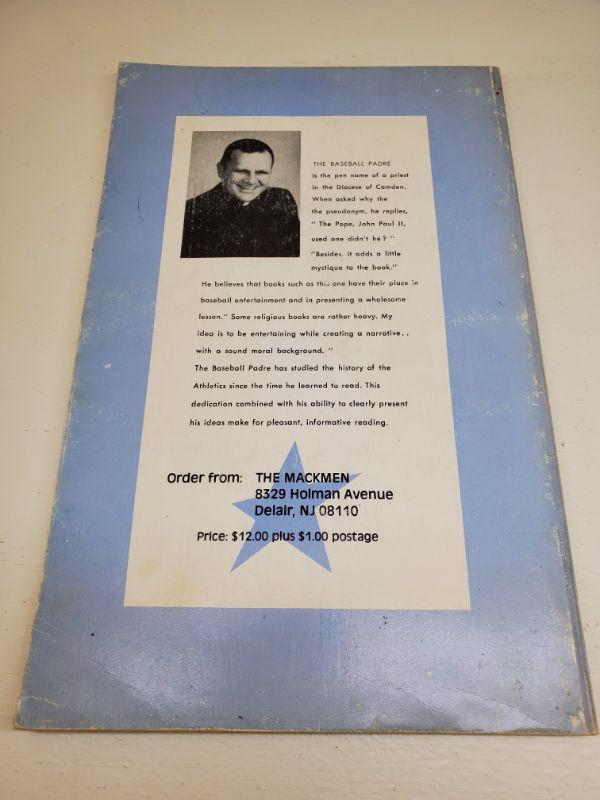 THE BASEBALL PADRE
is the pen name of a priest
in the Diocese of Camden.
When asked why the
the pseudonym, he replies,
" The Pope, John Paul II,
used one didn't he ? "
"Besides, it adds a little
mystique to the book."
He believes that books such as this one have their place in
baseball entertainment and in presenting a wholesome
lesson." Some religious books are rather heavy. My
idea is to be entertaining while creating a narrative..
with a sound moral background. "
The Baseball Padre has studied the history of the
Athletics since the time he learned to read. This
dedication combined with his ability to clearly present
his ideas make for pleasant, informative reading.
Order from: THE MACKMEN
8329 Holman Avenue
Delair, NJ 08110
Price: $12.00 plus $1.00 postage